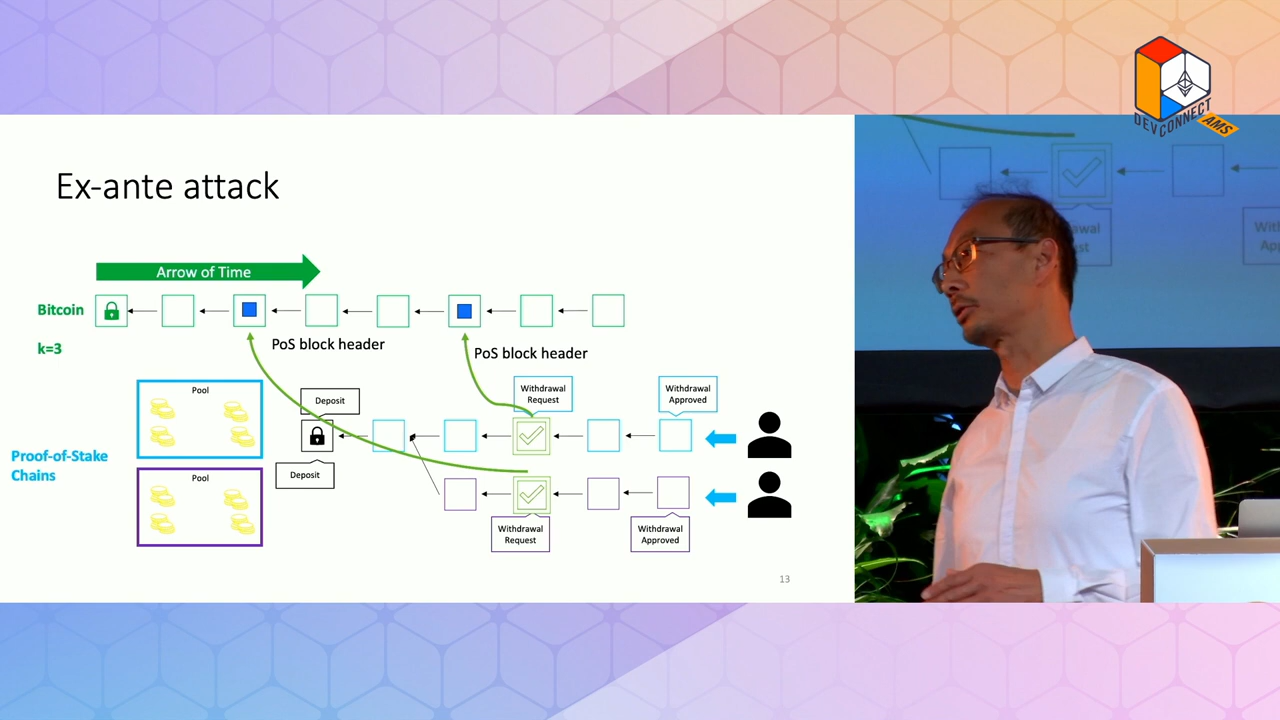 DEVCONNECT
AMS
Ex-ante attack
Arrow of Time
Bitcoin
k=3
PoS block header
PoS block header
Pool
Deposit
Withdrawal
Request
Withdrawal
Approved
Proof-of-Stake
Chains
Pool
Deposit
Withdrawal
Request
Withdrawal
Approved
13